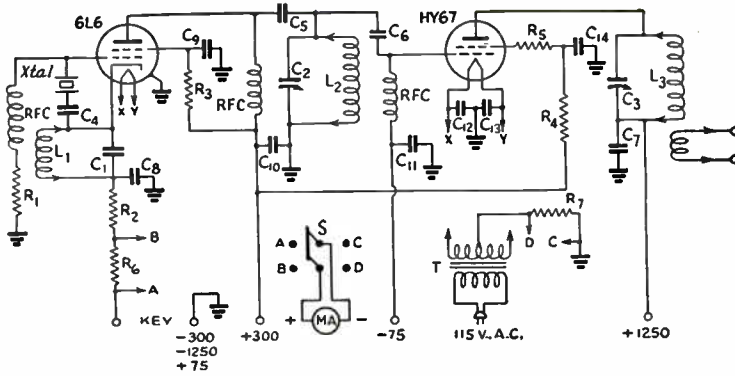 6L6
C9
C5
C6
HY67
R5
C14
Xtal
X Y
R3
RFC
C2
L2
RFC
C12 C13
X Y
R4
C3
L3
RFC
C4
L1
C1
C8
C10
C11
C7
R1
R2
B
R6
A
S
A C
B D
+ MA -
T
R7
D C
KEY
-300
-1250
+75
+300
-75
115 V., A.C.
+1250